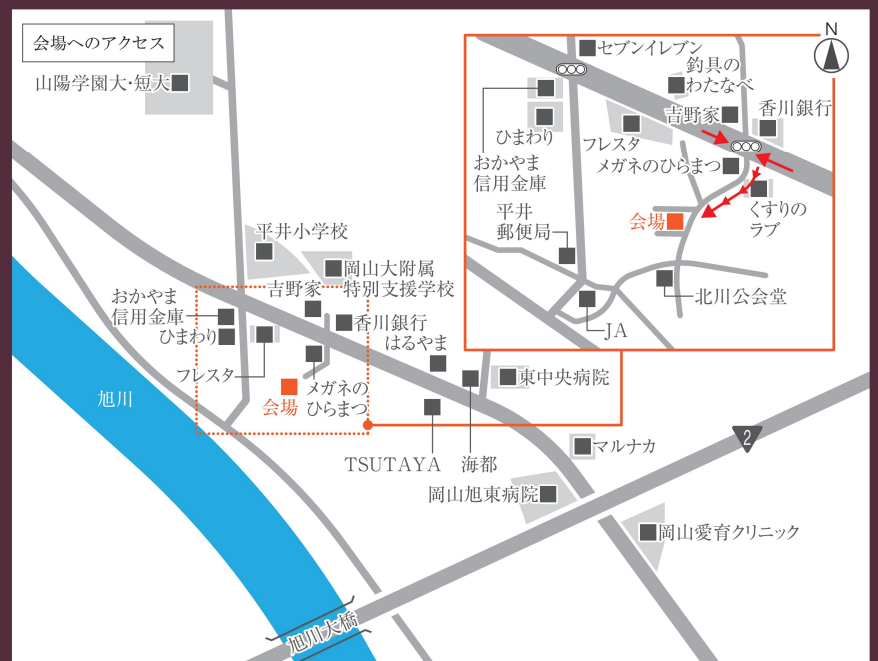 会場へのアクセス
山陽学園大・短大
平井小学校
岡山大附属
特別支援学校
吉野家
おかやま
信用金庫
ひまわり
香川銀行
はるやま
フレスタ
メガネの
ひらまつ
会場
旭川
東中央病院
TSUTAYA
海都
マルナカ
2
岡山旭東病院
岡山愛育クリニック
旭川大橋
N
セブンイレブン
釣具の
わたなべ
吉野家
香川銀行
ひまわり
フレスタ
おかやま
信用金庫
メガネのひらまつ
くすりの
ラブ
平井
郵便局
会場
北川公会堂
JA